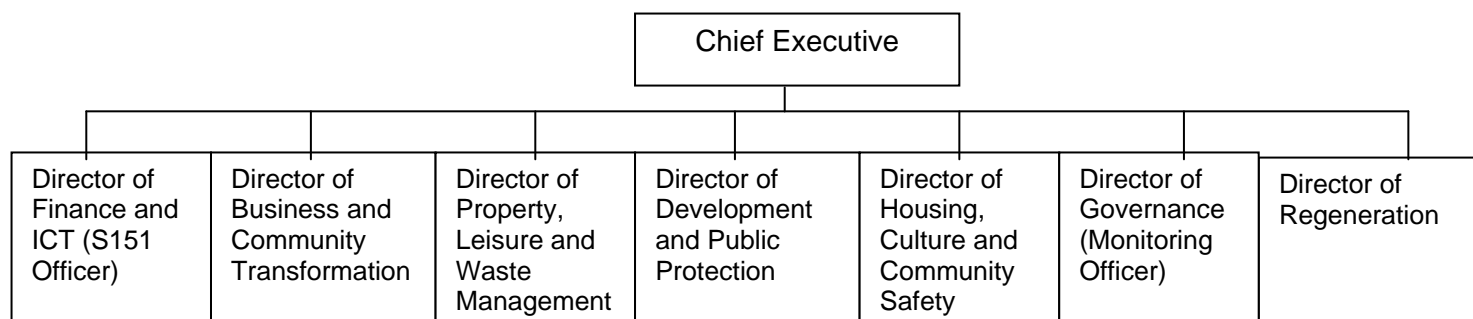 Chief Executive
Director of
Finance and
ICT (S151
Officer)
Director of
Business and
Community
Transformation
Director of
Property,
Leisure and
Waste
Management
Director of
Development
and Public
Protection
Director of
Housing,
Culture and
Community
Safety
Director of
Governance
(Monitoring
Officer)
Director of
Regeneration